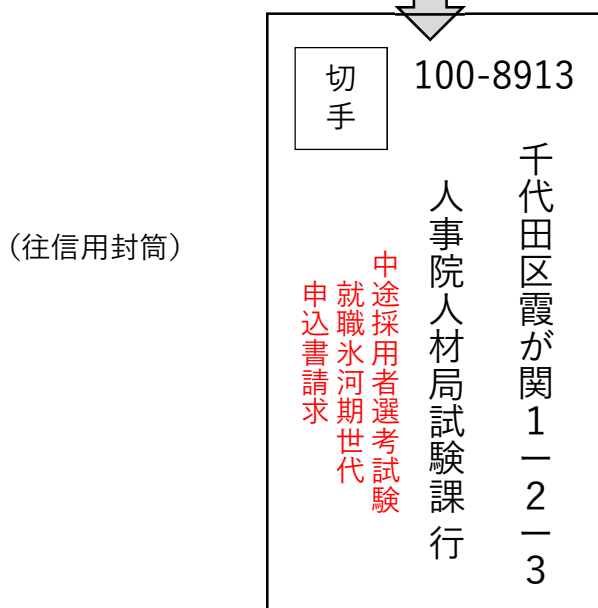 （往信用封筒）
切手
100-8913
千代田区霞が関1ー2ー3
人事院人材局試験課 行
中途採用者選考試験
就職氷河期世代
申込書請求